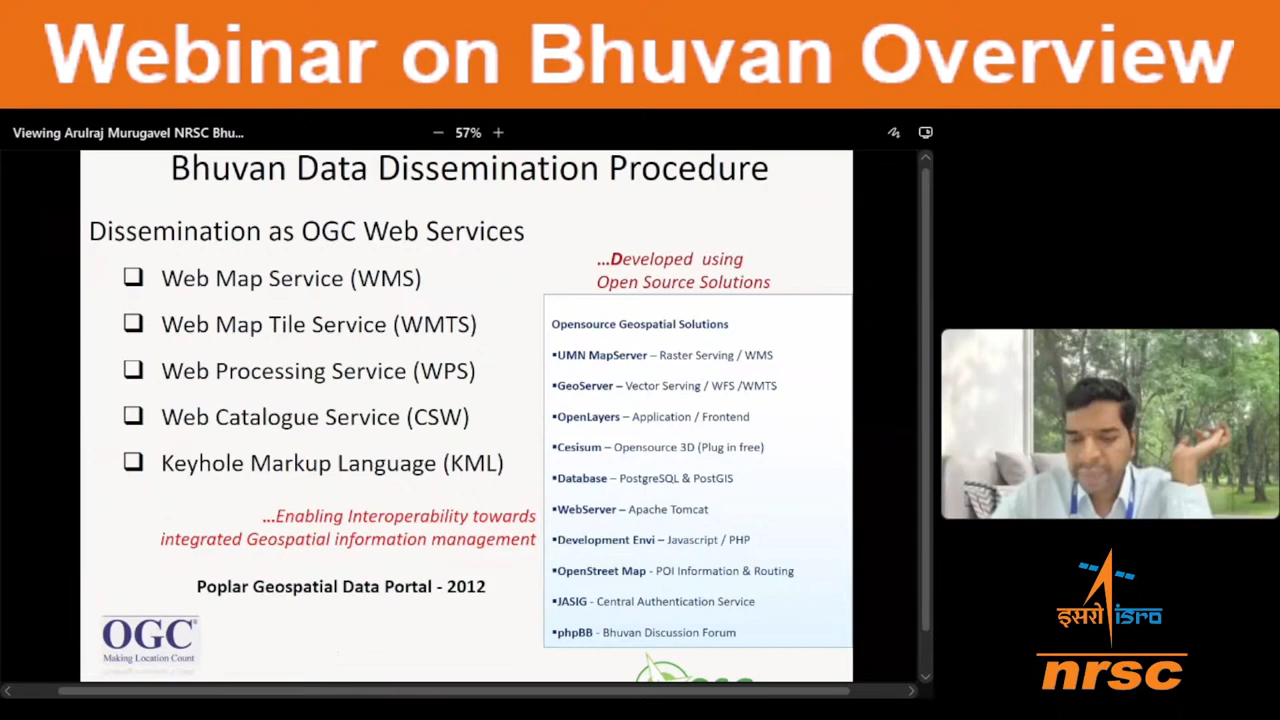 Webinar on Bhuvan Overview
Viewing Arulraj Murugavel NRSC Bhu...
57%
Bhuvan Data Dissemination Procedure
Dissemination as OGC Web Services
Web Map Service (WMS)
Web Map Tile Service (WMTS)
Web Processing Service (WPS)
Web Catalogue Service (CSW)
Keyhole Markup Language (KML)
...Enabling Interoperability towards
integrated Geospatial information management
Poplar Geospatial Data Portal - 2012
OGC
Making Location Count
...Developed using
Open Source Solutions
Opensource Geospatial Solutions
▪UMN MapServer – Raster Serving / WMS
▪GeoServer – Vector Serving / WFS /WMTS
▪OpenLayers – Application / Frontend
▪Cesisum – Opensource 3D (Plug in free)
▪Database – PostgreSQL & PostGIS
▪WebServer – Apache Tomcat
▪Development Envi – Javascript / PHP
▪OpenStreet Map - POI Information & Routing
▪JASIG - Central Authentication Service
▪phpBB - Bhuvan Discussion Forum
इसरो isro
nrsc